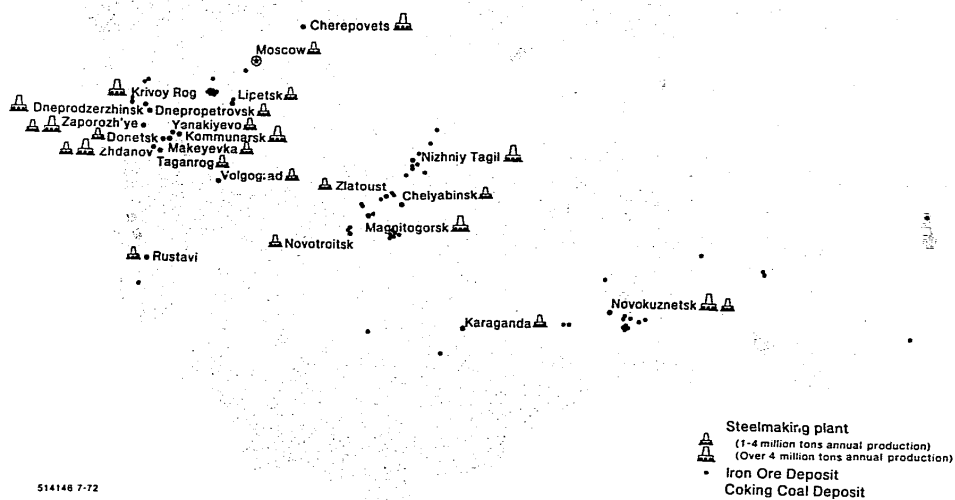 Cherepovets
Moscow
Krivoy Rog
Lipetsk
Dneprodzerzhinsk
Dnepropetrovsk
Zaporozh'ye
Yanakiyevo
Donetsk
Kommunarsk
Zhdanov
Makeyevka
Taganrog
Volgograd
Nizhniy Tagil
Zlatoust
Chelyabinsk
Magnitogorsk
Novotroitsk
Rustavi
Novokuznetsk
Karaganda
Steelmaking plant
(1-4 million tons annual production)
(Over 4 million tons annual production)
Iron Ore Deposit
Coking Coal Deposit
514146 7-72